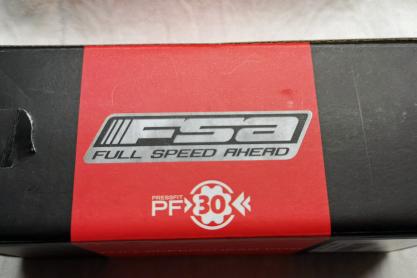 FSA
FULL SPEED AHEAD
PRESSFIT
PF 30